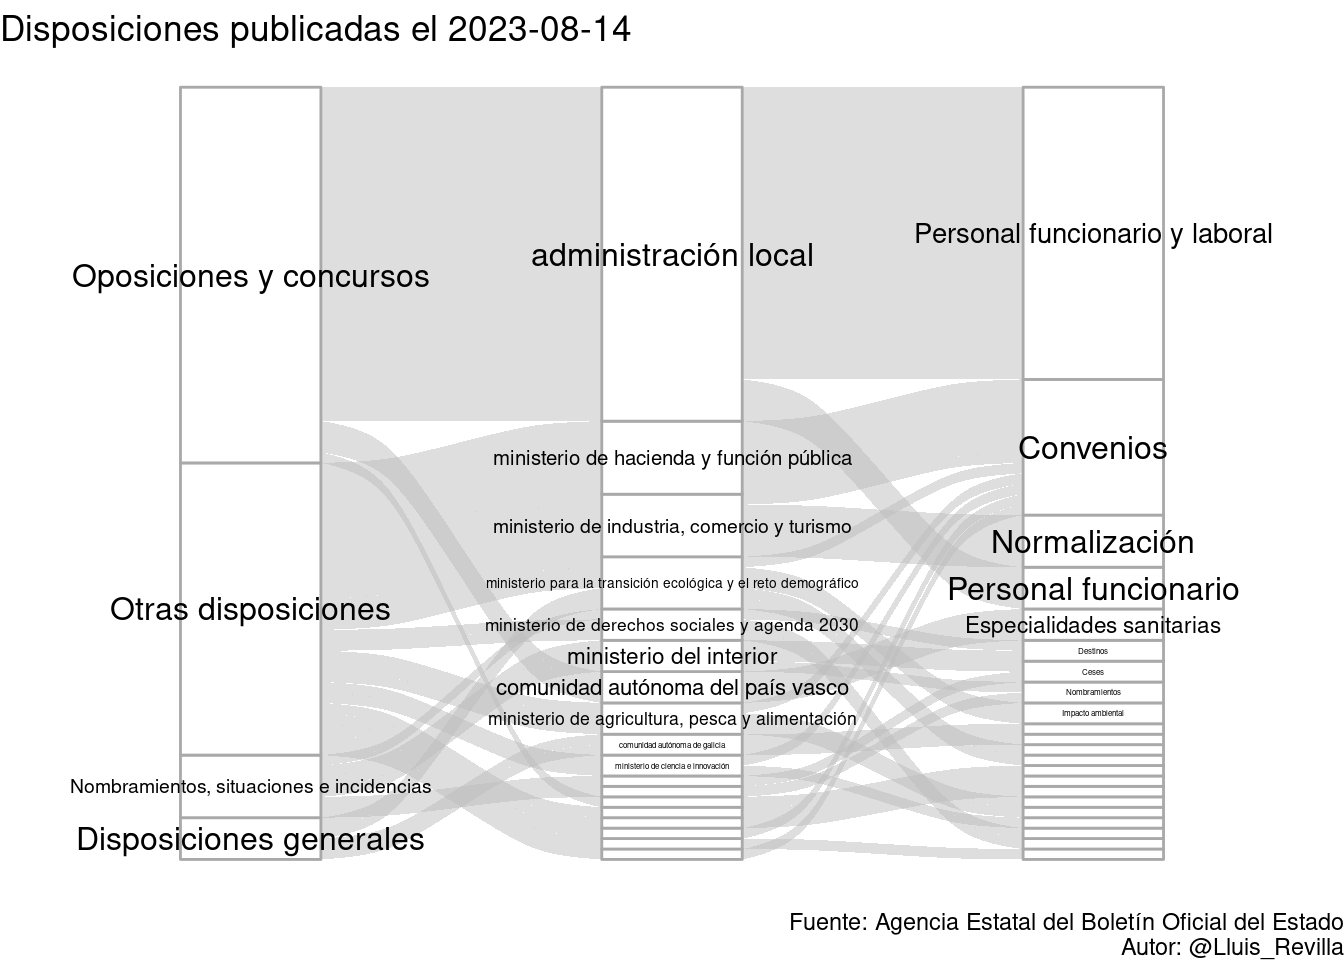 Disposiciones publicadas el 2023-08-14
Oposiciones y concursos
Otras disposiciones
Nombramientos, situaciones e incidencias
Disposiciones generales
administración local
ministerio de hacienda y función pública
ministerio de industria, comercio y turismo
ministerio para la transición ecológica y el reto demográfico
ministerio de derechos sociales y agenda 2030
ministerio del interior
comunidad autónoma del país vasco
ministerio de agricultura, pesca y alimentación
comunidad autónoma de galicia
ministerio de ciencia e innovación
Personal funcionario y laboral
Convenios
Normalización
Personal funcionario
Especialidades sanitarias
Destinos
Ceses
Nombramientos
Impacto ambiental
Fuente: Agencia Estatal del Boletín Oficial del Estado
Autor: @Lluis_Revilla